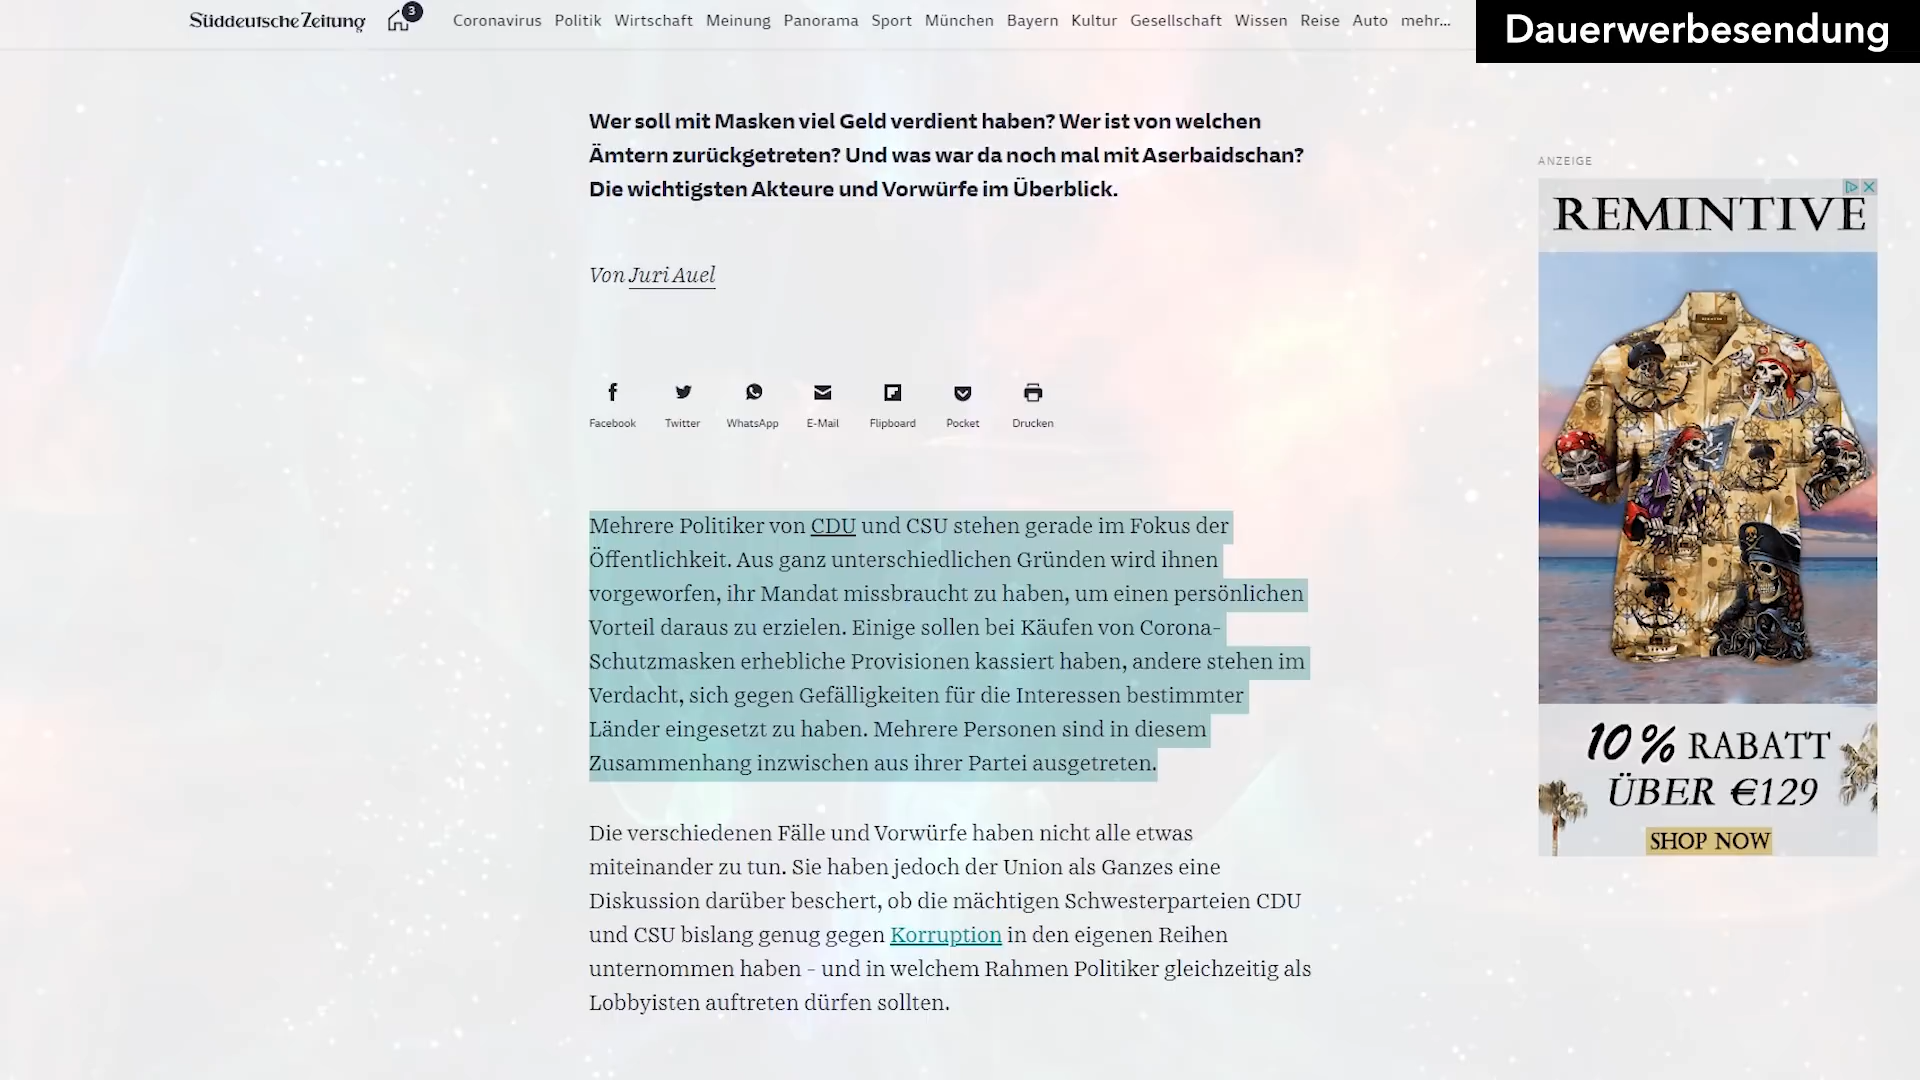 Süddeutsche Zeitung
3
Coronavirus Politik Wirtschaft Meinung Panorama Sport München Bayern Kultur Gesellschaft Wissen Reise Auto mehr...
Dauerwerbesendung
Wer soll mit Masken viel Geld verdient haben? Wer ist von welchen
Ämtern zurückgetreten? Und was war da noch mal mit Aserbaidschan?
Die wichtigsten Akteure und Vorwürfe im Überblick.
Von Juri Auel
Facebook Twitter WhatsApp E-Mail Flipboard Pocket Drucken
Mehrere Politiker von CDU und CSU stehen gerade im Fokus der
Öffentlichkeit. Aus ganz unterschiedlichen Gründen wird ihnen
vorgeworfen, ihr Mandat missbraucht zu haben, um einen persönlichen
Vorteil daraus zu erzielen. Einige sollen bei Käufen von Corona-
Schutzmasken erhebliche Provisionen kassiert haben, andere stehen im
Verdacht, sich gegen Gefälligkeiten für die Interessen bestimmter
Länder eingesetzt zu haben. Mehrere Personen sind in diesem
Zusammenhang inzwischen aus ihrer Partei ausgetreten.
Die verschiedenen Fälle und Vorwürfe haben nicht alle etwas
miteinander zu tun. Sie haben jedoch der Union als Ganzes eine
Diskussion darüber beschert, ob die mächtigen Schwesterparteien CDU
und CSU bislang genug gegen Korruption in den eigenen Reihen
unternommen haben - und in welchem Rahmen Politiker gleichzeitig als
Lobbyisten auftreten dürfen sollten.
ANZEIGE
REMINTIVE
10% RABATT
ÜBER €129
SHOP NOW